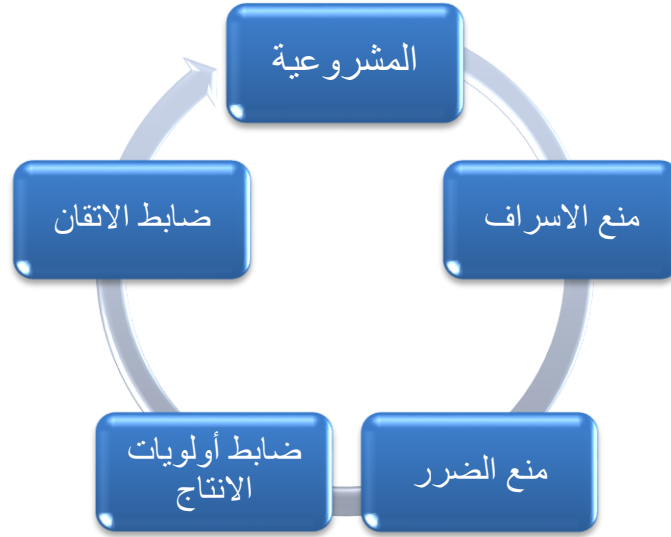 المشروعية
منع الاسراف
منع الضرر
ضابط أولويات
الانتاج
ضابط الاتقان